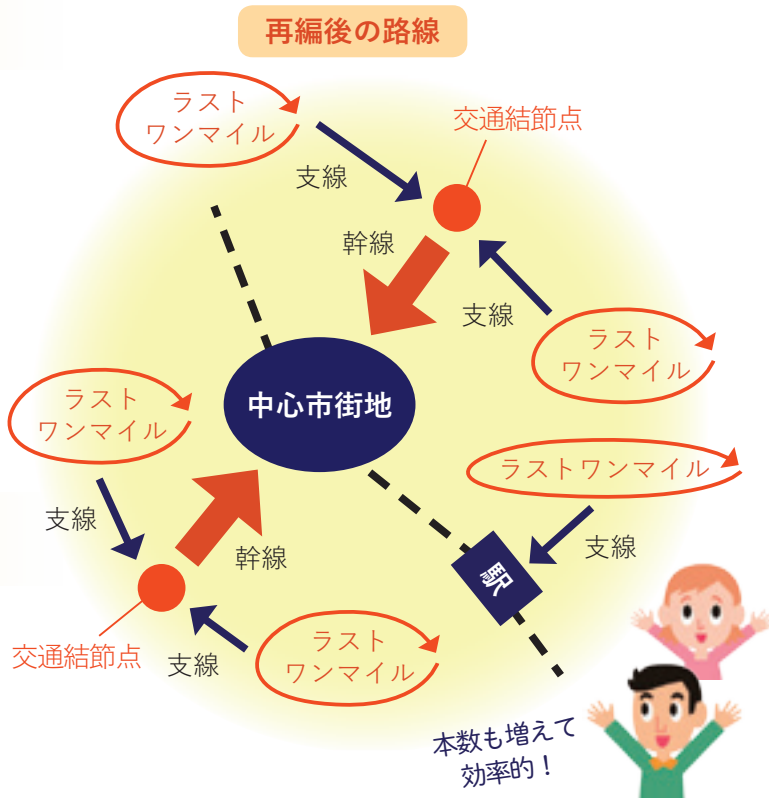 再編後の路線
ラスト
ワンマイル
交通結節点
支線
幹線
支線
ラスト
ワンマイル
中心市街地
ラスト
ワンマイル
ラストワンマイル
支線
幹線
支線
駅
交通結節点
支線
ラスト
ワンマイル
本数も増えて
効率的！